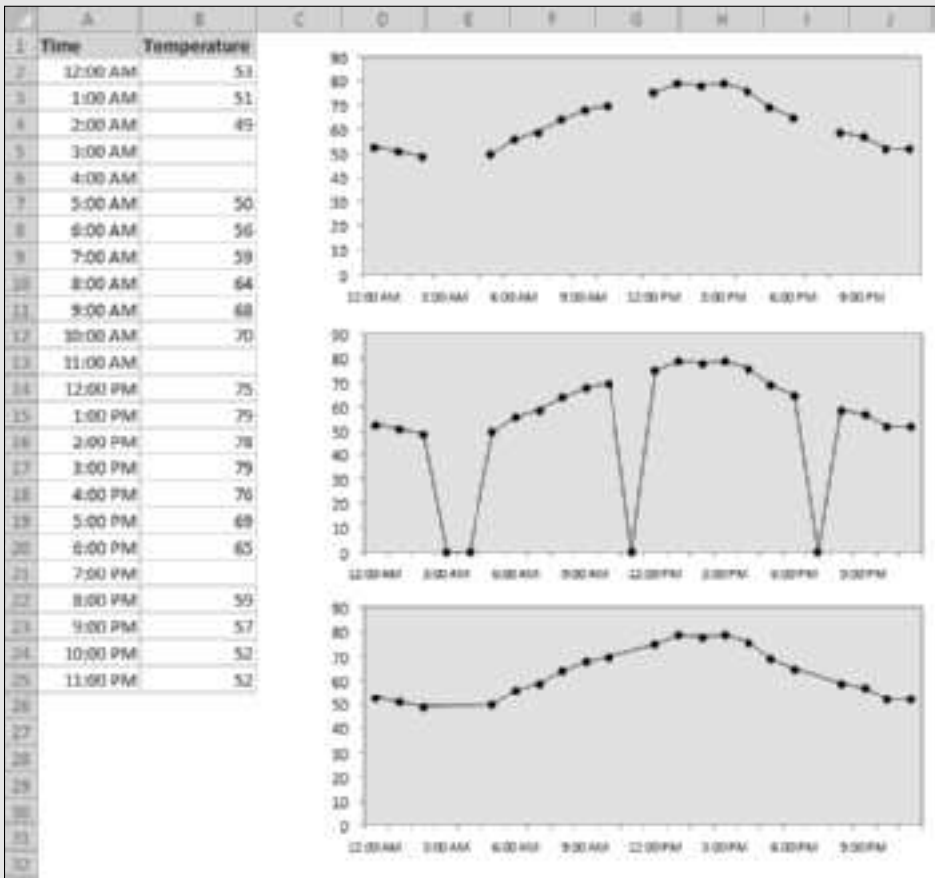 A B C D E F G H I J
1 Time Temperature
2 12:00 AM 53
3 1:00 AM 51
4 2:00 AM 49
5 3:00 AM
6 4:00 AM
7 5:00 AM 50
8 6:00 AM 56
9 7:00 AM 59
10 8:00 AM 64
11 9:00 AM 68
12 10:00 AM 70
13 11:00 AM
14 12:00 PM 75
15 1:00 PM 79
16 2:00 PM 78
17 3:00 PM 79
18 4:00 PM 76
19 5:00 PM 69
20 6:00 PM 65
21 7:00 PM
22 8:00 PM 59
23 9:00 PM 57
24 10:00 PM 52
25 11:00 PM 52
26
27
28
29
30
31
32
90
80
70
60
50
40
30
20
10
0
12:00 AM 3:00 AM 6:00 AM 9:00 AM 12:00 PM 3:00 PM 6:00 PM 9:00 PM
90
80
70
60
50
40
30
20
10
0
12:00 AM 3:00 AM 6:00 AM 9:00 AM 12:00 PM 3:00 PM 6:00 PM 9:00 PM
90
80
70
60
50
40
30
20
10
0
12:00 AM 3:00 AM 6:00 AM 9:00 AM 12:00 PM 3:00 PM 6:00 PM 9:00 PM